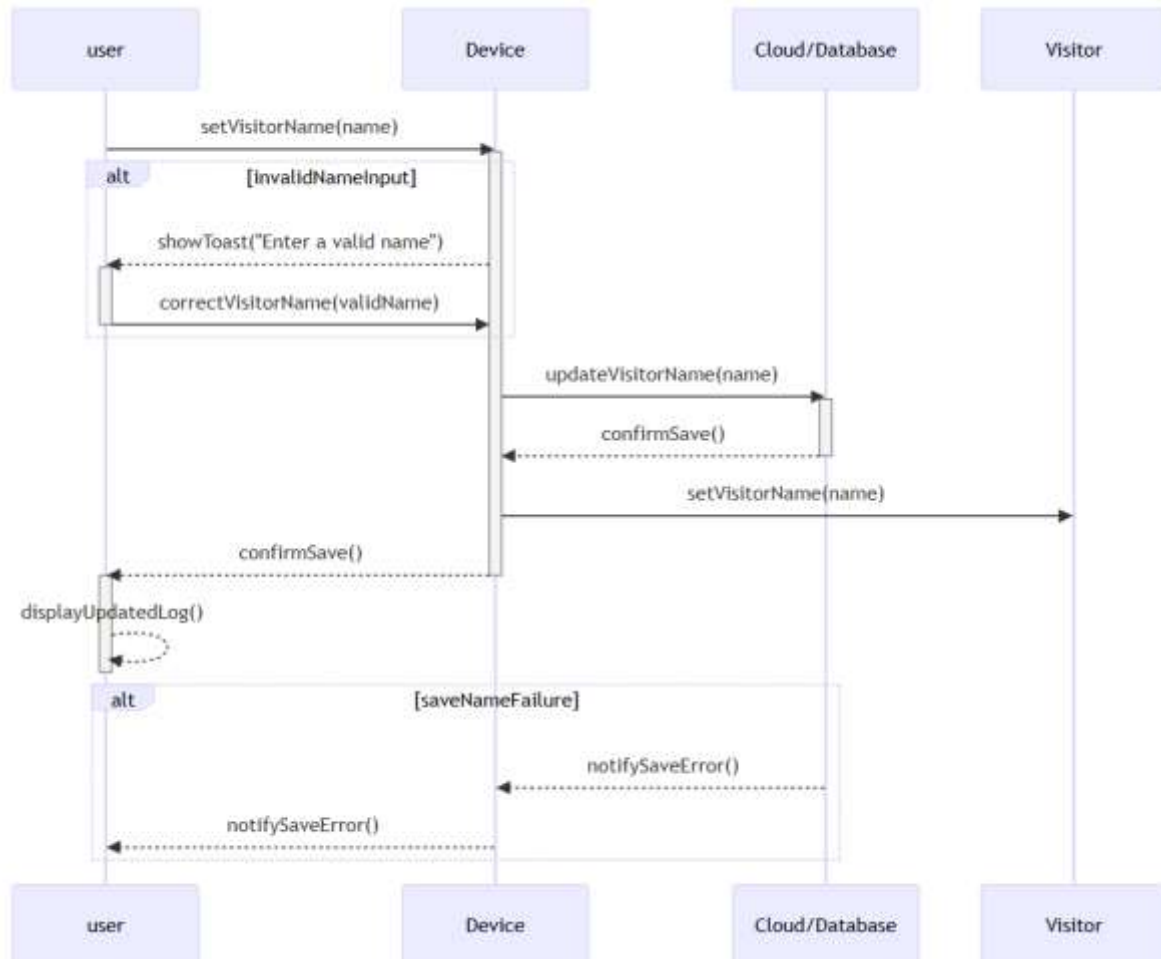 user Device Cloud/Database Visitor
setVisitorName(name)
alt [invalidNameInput]
showToast("Enter a valid name")
correctVisitorName(validName)
updateVisitorName(name)
confirmSave()
setVisitorName(name)
confirmSave()
displayUpdatedLog()
alt [saveNameFailure]
notifySaveError()
notifySaveError()
user Device Cloud/Database Visitor